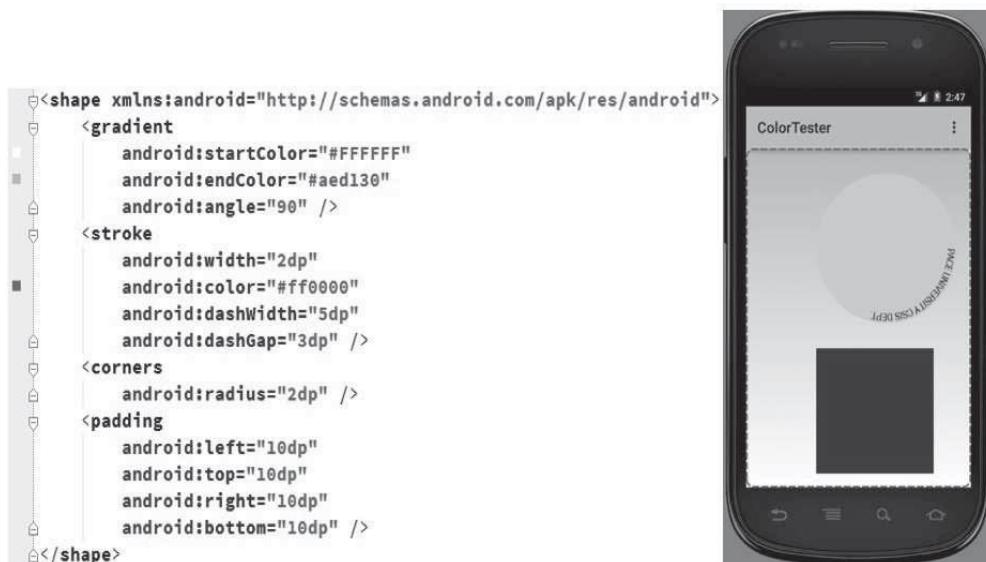 <shape xmlns:android="http://schemas.android.com/apk/res/android">
<gradient
android:startColor="#FFFFFF"
android:endColor="#aed130"
android:angle="90" />
<stroke
android:width="2dp"
android:color="#ff0000"
android:dashWidth="5dp"
android:dashGap="3dp" />
<corners
android:radius="2dp" />
<padding
android:left="10dp"
android:top="10dp"
android:right="10dp"
android:bottom="10dp" />
</shape>
2:47
ColorTester
PACE UNIVERSITY CSIS DEPT